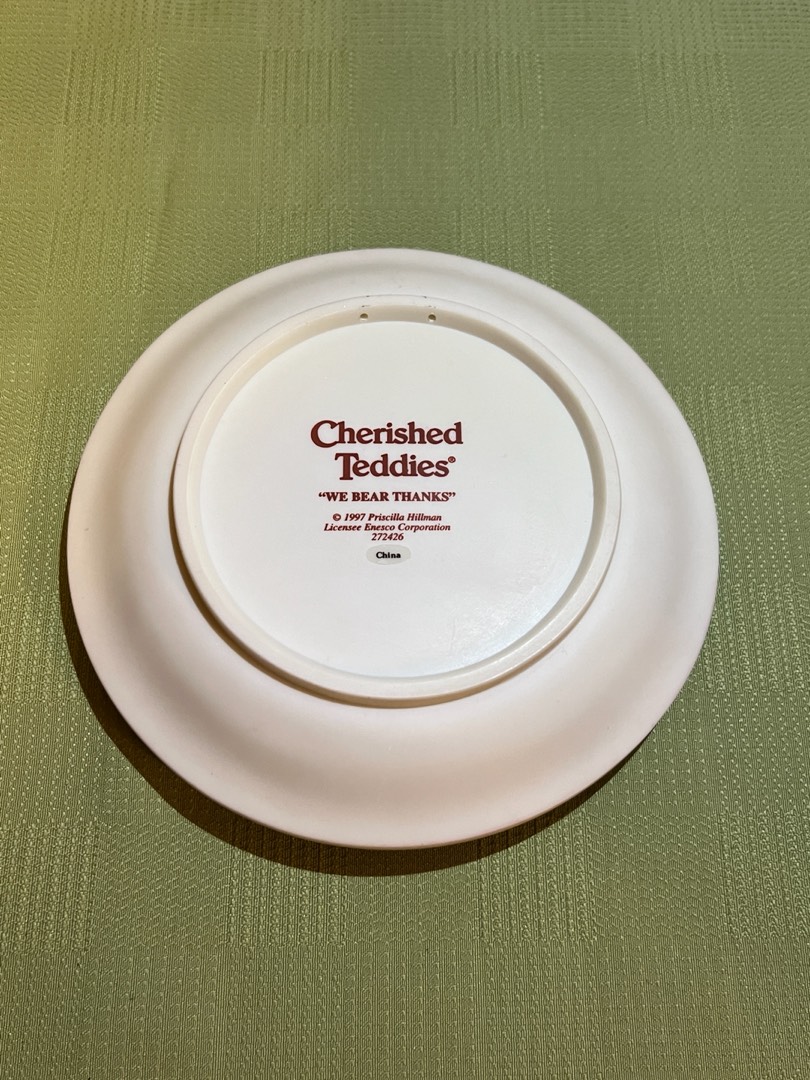 Cherished
Teddies®
“WE BEAR THANKS”
© 1997 Priscilla Hillman
Licensee Enesco Corporation
272426
China